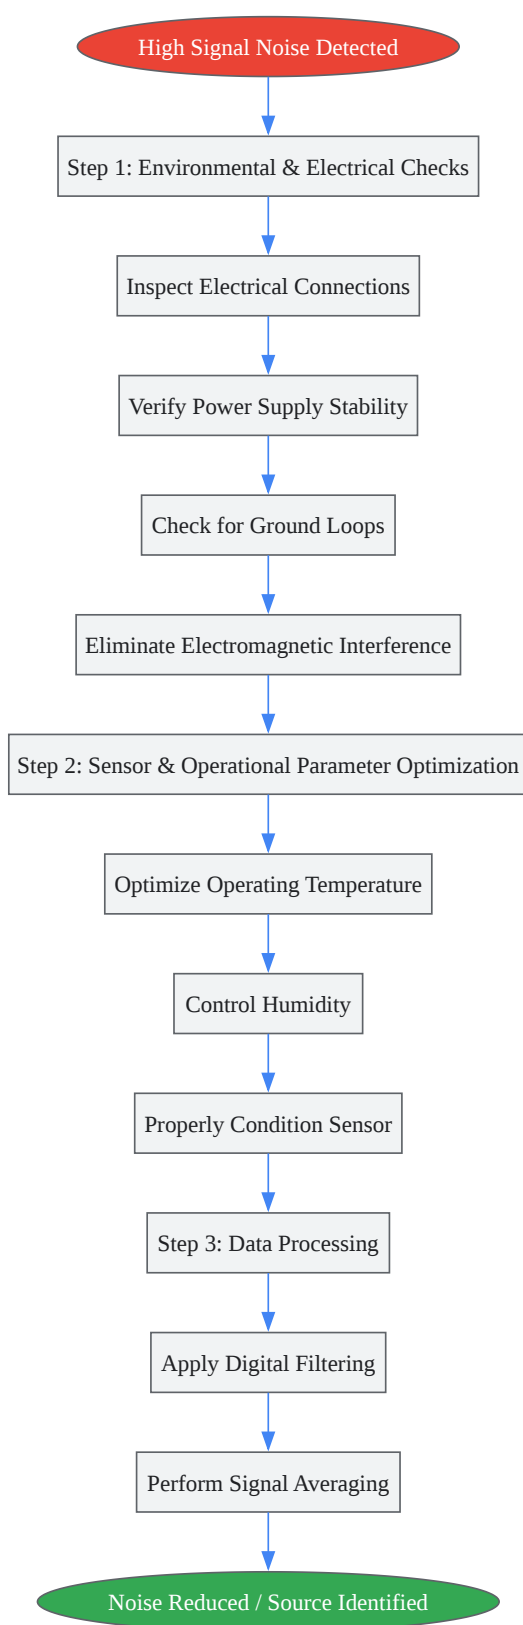 High Signal Noise Detected
Step 1: Environmental & Electrical Checks
Inspect Electrical Connections
Verify Power Supply Stability
Check for Ground Loops
Eliminate Electromagnetic Interference
Step 2: Sensor & Operational Parameter Optimization
Optimize Operating Temperature
Control Humidity
Properly Condition Sensor
Step 3: Data Processing
Apply Digital Filtering
Perform Signal Averaging
Noise Reduced / Source Identified